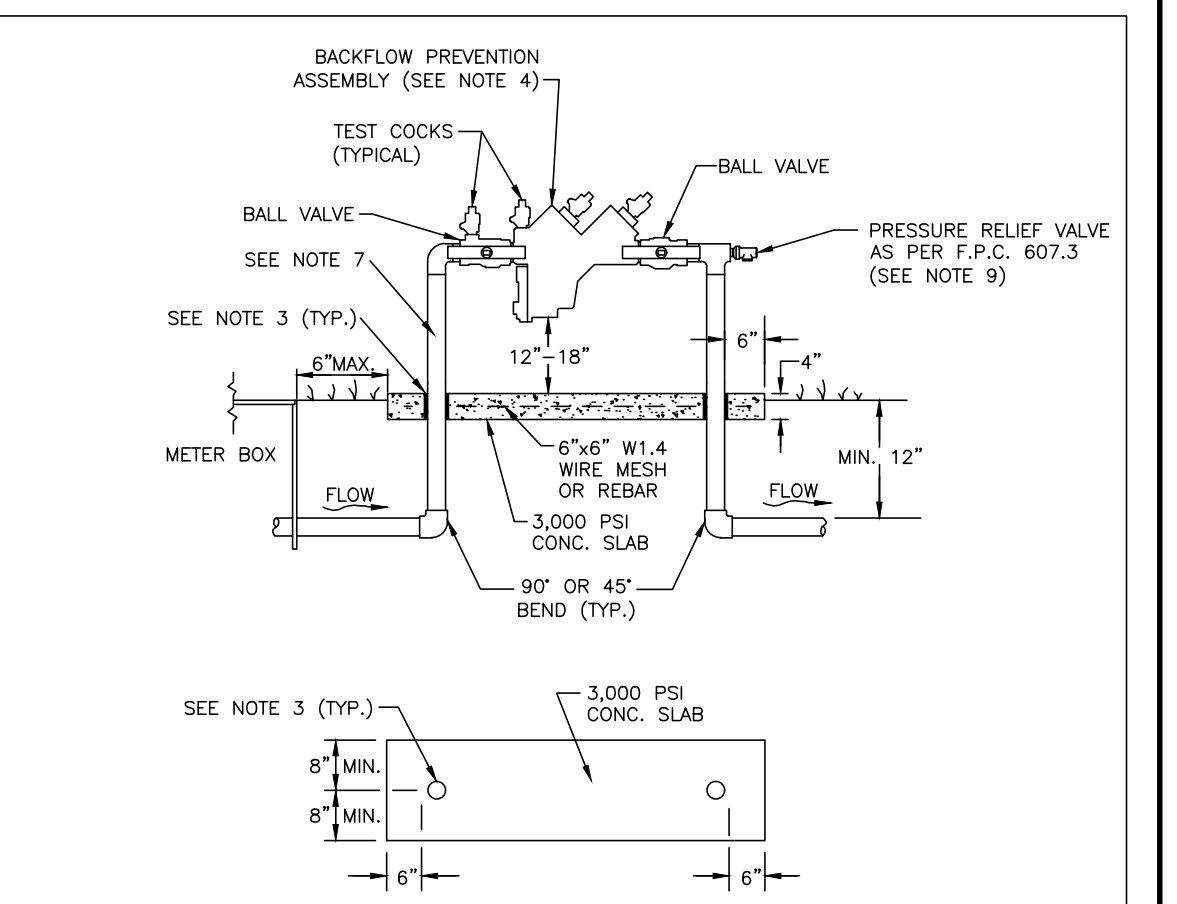 BACKFLOW PREVENTION
ASSEMBLY (SEE NOTE 4)
TEST COCKS
(TYPICAL)
BALL VALVE
BALL VALVE
PRESSURE RELIEF VALVE
AS PER F.P.C. 607.3
(SEE NOTE 9)
SEE NOTE 7
SEE NOTE 3 (TYP.)
6"MAX.
12"-18"
6"
4"
METER BOX
6"x6" W1.4
WIRE MESH
OR REBAR
MIN. 12"
FLOW
FLOW
3,000 PSI
CONC. SLAB
90° OR 45°
BEND (TYP.)
SEE NOTE 3 (TYP.)
3,000 PSI
CONC. SLAB
8" MIN.
8" MIN.
6"
6"